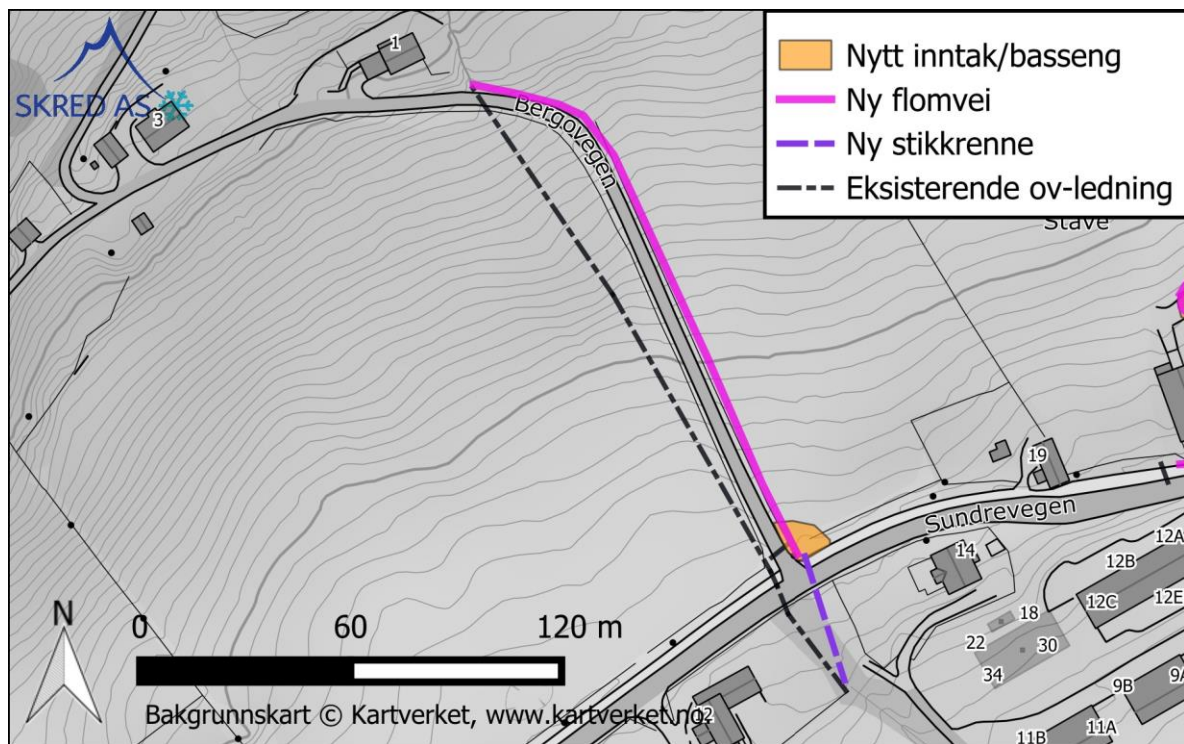 SKRED AS
Nytt inntak/basseng
Ny flomvei
Ny stikkrenne
Eksisterende ov-ledning
1
3
Bergovegen
Stave
19
Sundrevegen
14
12A
12B
12C
12E
18
22
30
34
9B
9A
11A
11B
2
N
0
60
120 m
Bakgrunnskart © Kartverket, www.kartverket.no